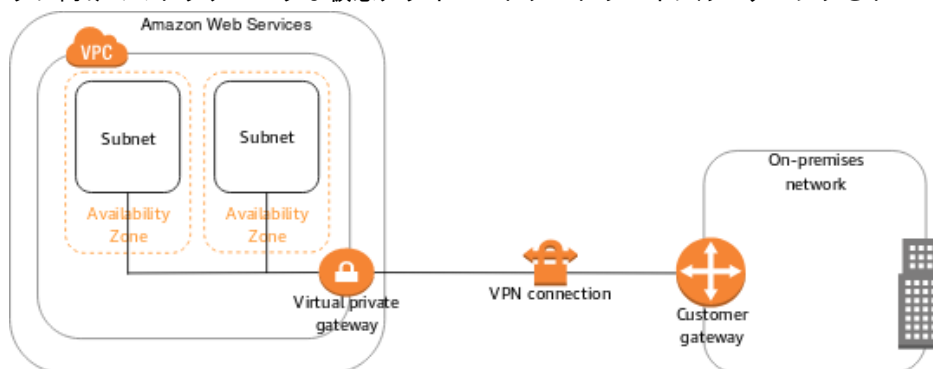 Amazon Web Services
VPC
Subnet
Subnet
Availability
Zone
Availability
Zone
Virtual private
gateway
VPN connection
On-premises
network
Customer
gateway